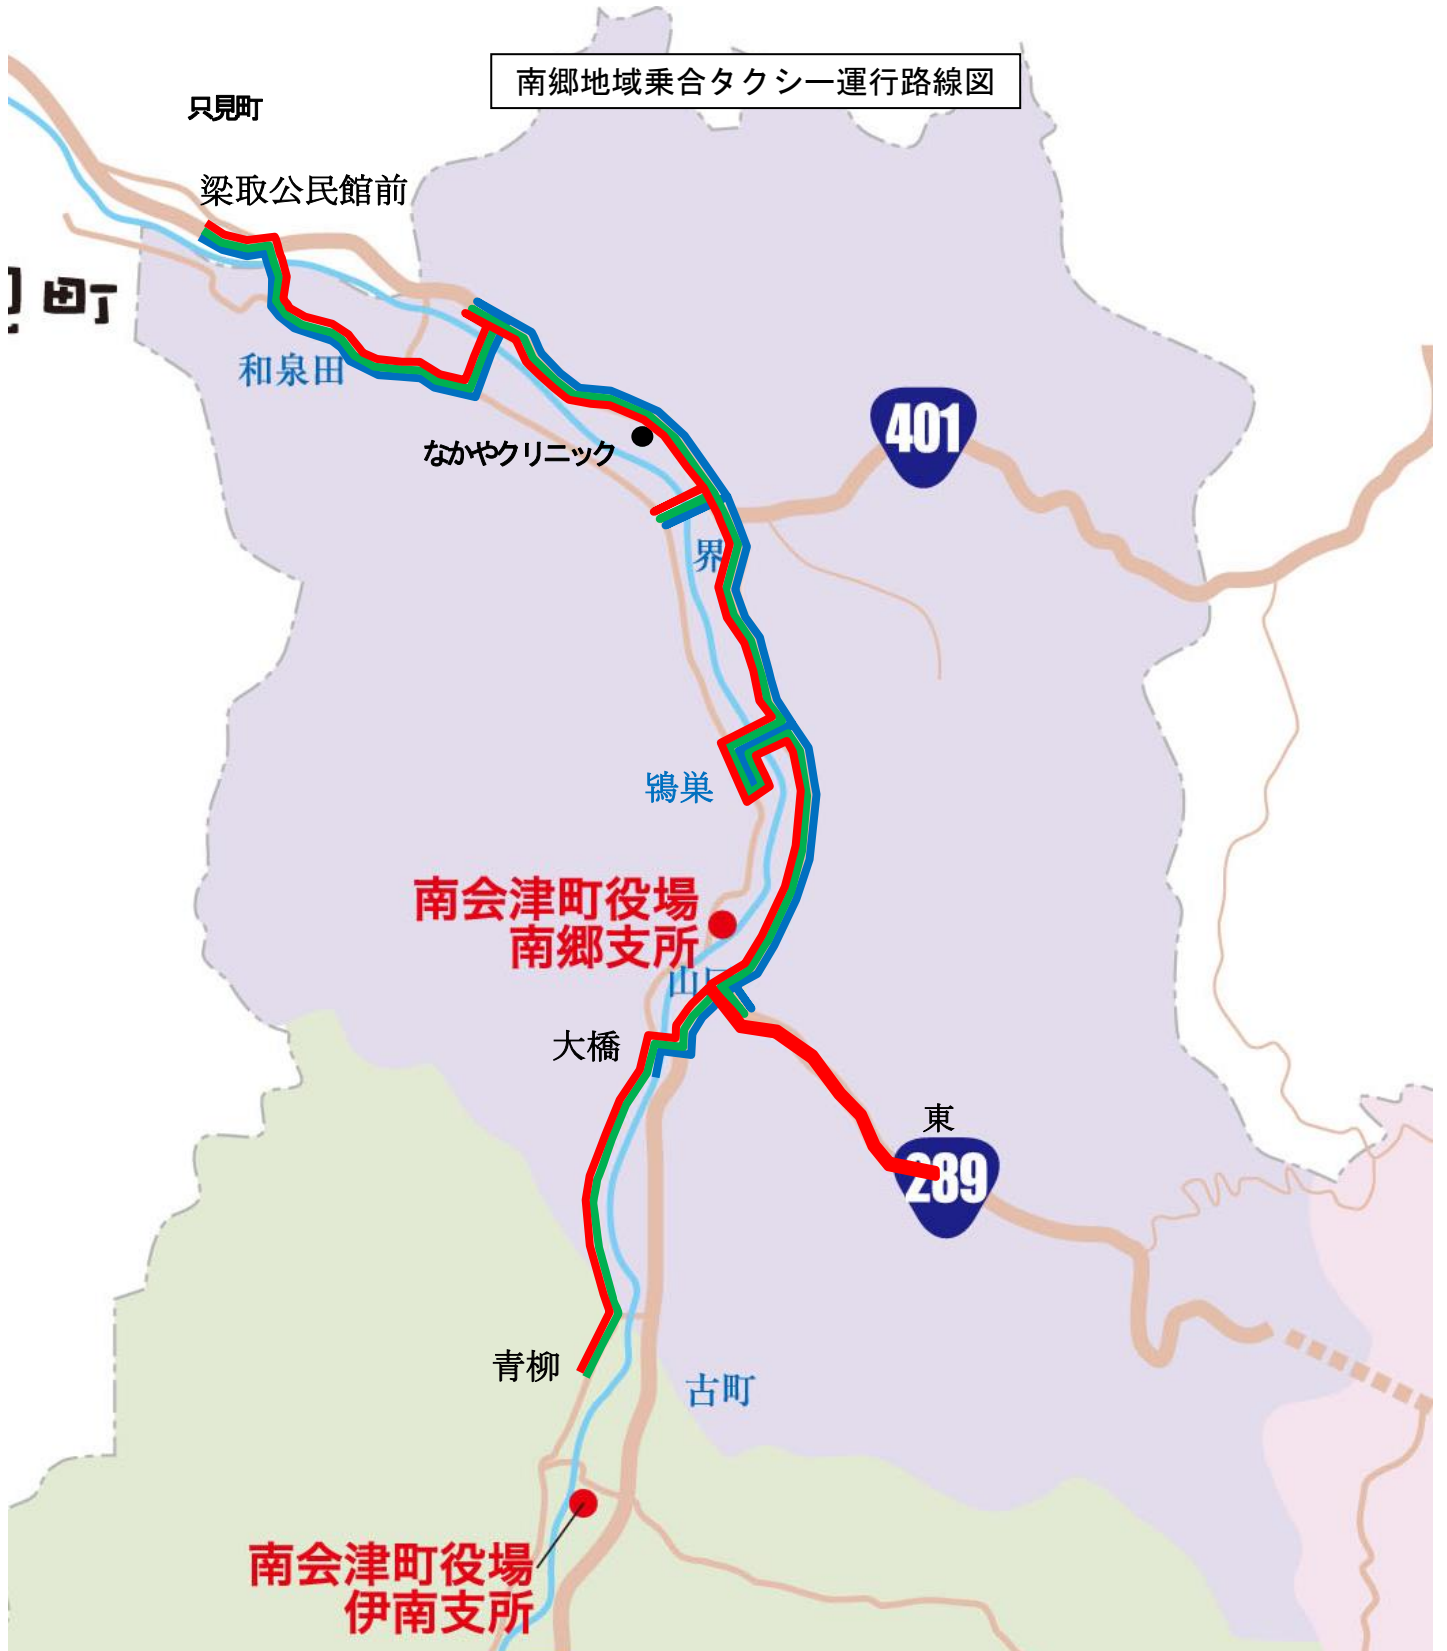 南郷地域乗合タクシー運行路線図
只見町
梁取公民館前
町
和泉田
なかやクリニック
401
界
鴇巣
南会津町役場
南郷支所
山口
大橋
東
289
青柳
古町
南会津町役場
伊南支所